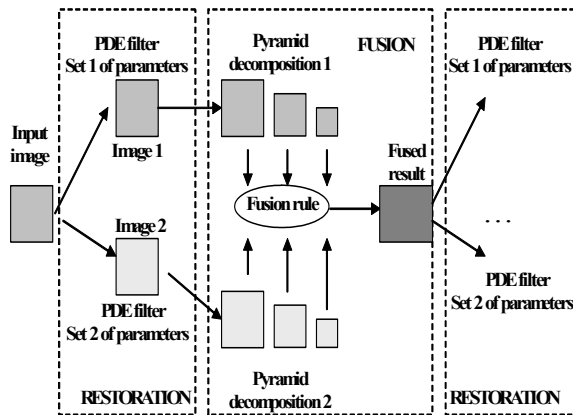 PDE filter
Set 1 of parameters
Pyramid
decomposition 1
FUSION
PDE filter
Set 1 of parameters
Input
image
Image 1
Fused
result
Fusion rule
Image 2
. . .
PDE filter
Set 2 of parameters
PDE filter
Set 2 of parameters
RESTORATION
Pyramid
decomposition 2
RESTORATION